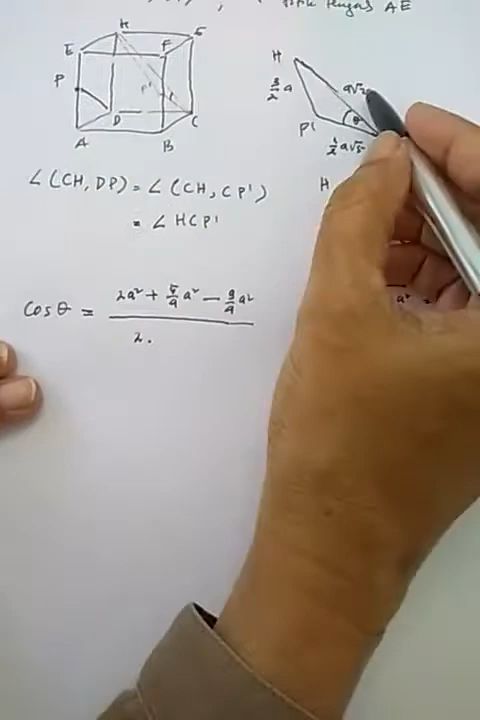 titik tengah AE
H
G
E
F
P
P'
D
C
A
B
H
3/2 a
a√2
θ
P'
1/2 a√5
∠(CH, DP) = ∠(CH, CP')
= ∠HCP'
H
a²
Cos θ = (2a² + 5/4 a² − 9/4 a²) / (2.